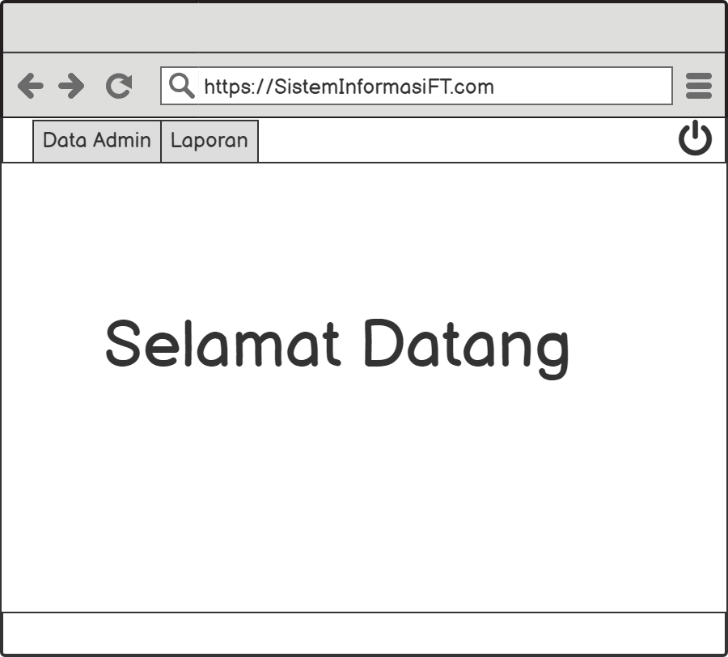 https://SistemInformasiFT.com
Data Admin Laporan
Selamat Datang